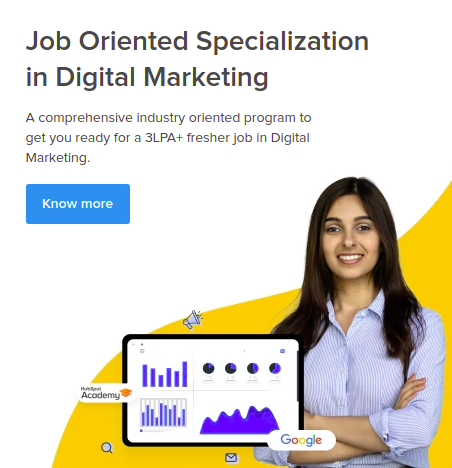 Job Oriented Specialization
in Digital Marketing
A comprehensive industry oriented program to
get you ready for a 3LPA+ fresher job in Digital
Marketing.
Know more
HubSpot
Academy
Google